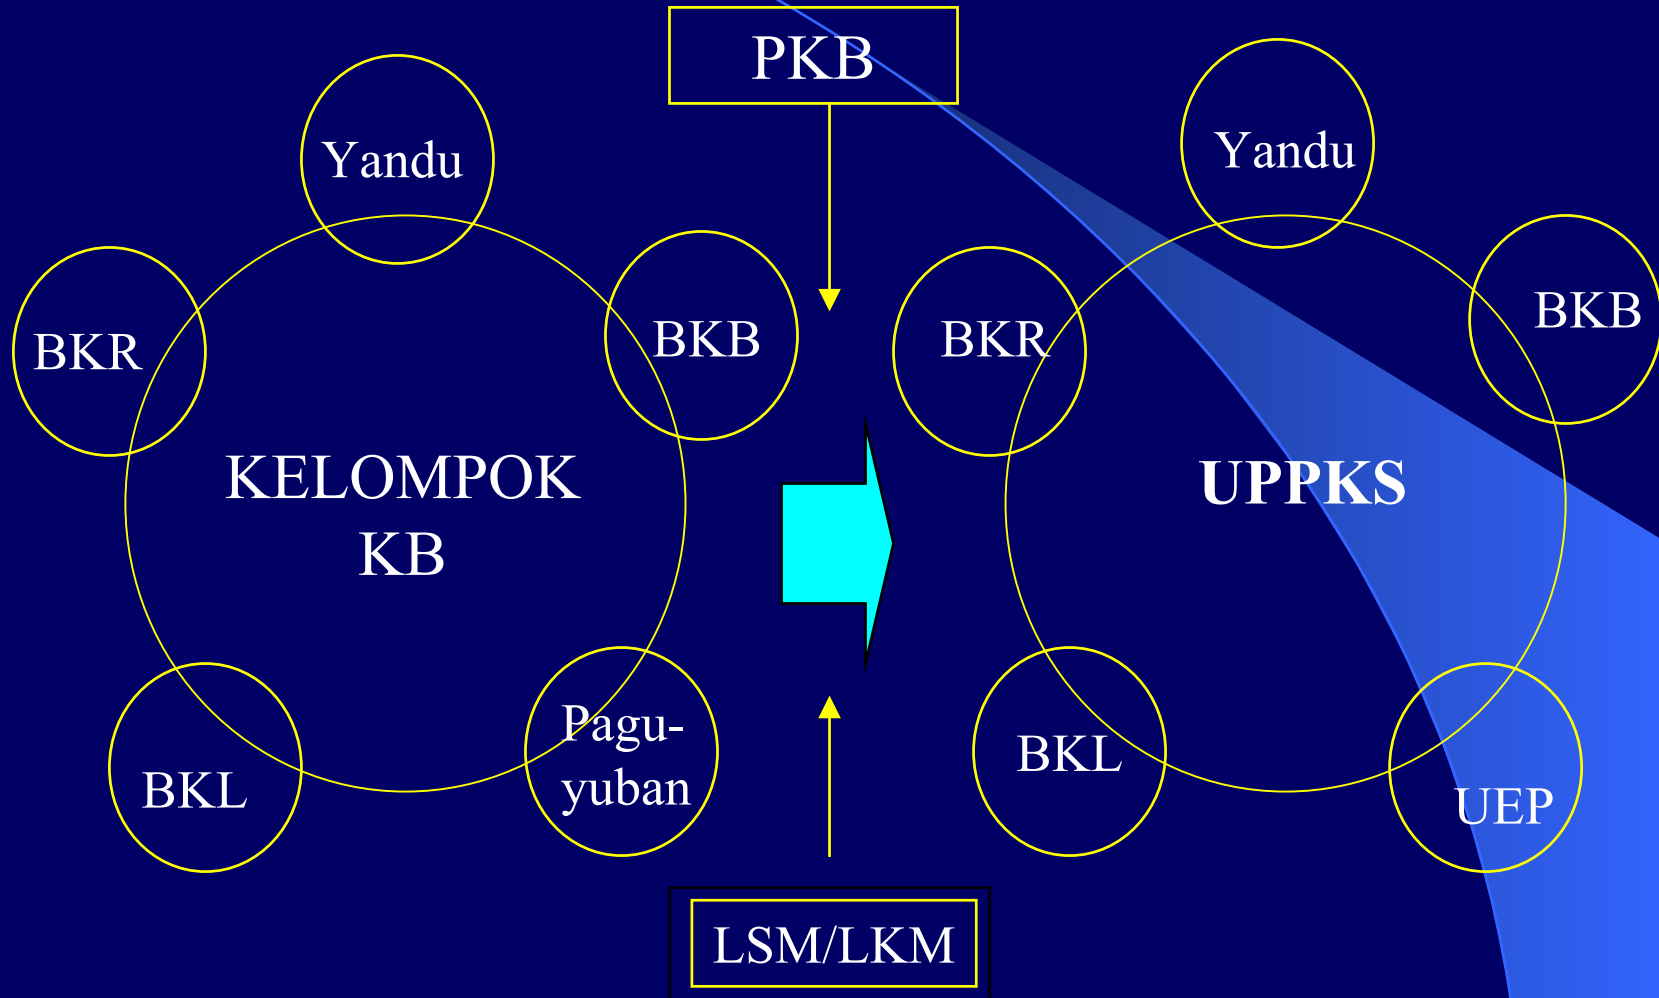 PKB
Yandu
BKR
BKB
KELOMPOK
KB
BKL
Pagu-
yuban
Yandu
BKR
BKB
UPPKS
BKL
UEP
LSM/LKM